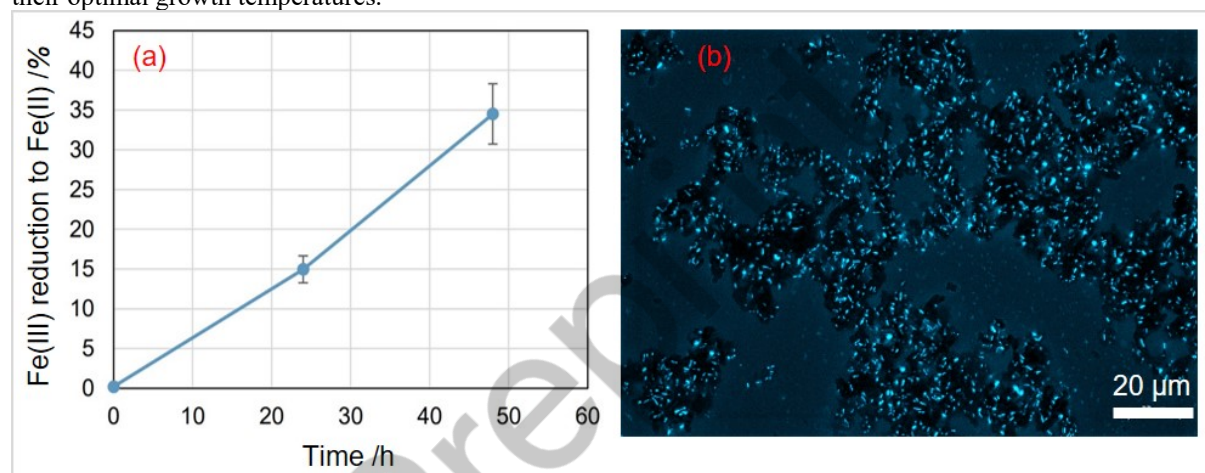 their optimal growth temperatures.
(a)
Fe(III) reduction to Fe(II) /%
45
40
35
30
25
20
15
10
5
0
0 10 20 30 40 50 60
Time /h
(b)
20 µm